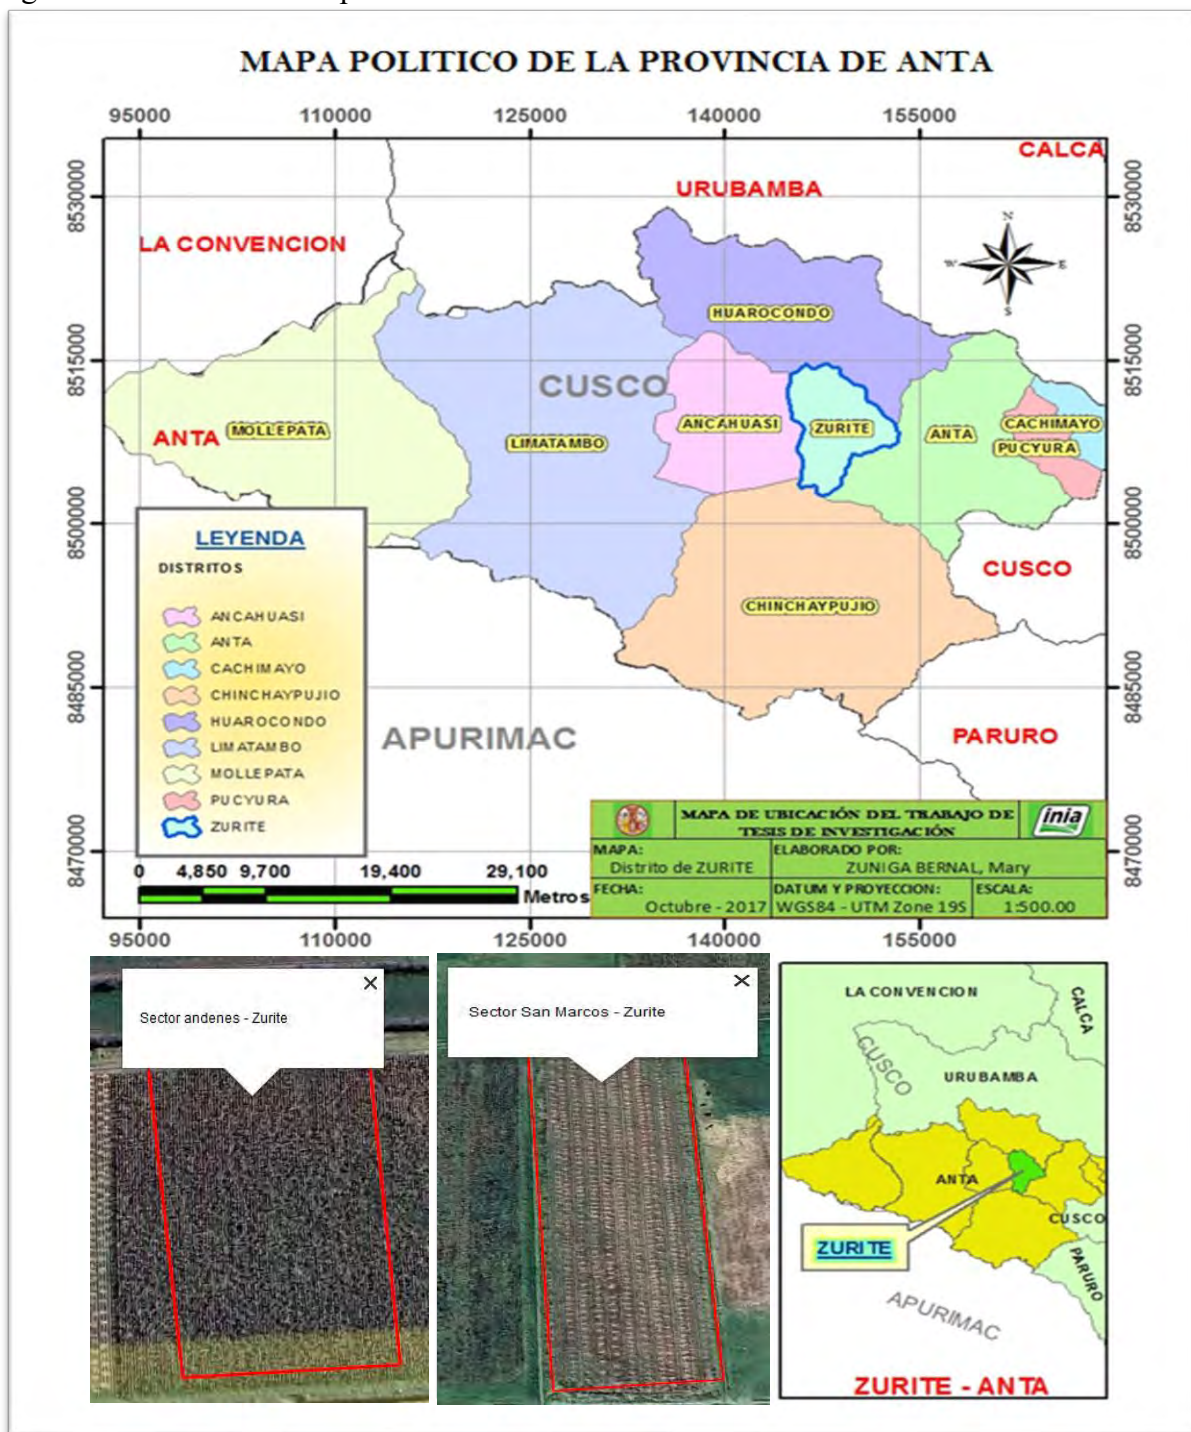 MAPA POLITICO DE LA PROVINCIA DE ANTA
95000 110000 125000 140000 155000
CALCA
8530000 8530000
URUBAMBA
LA CONVENCION
N
W E
S
HUAROCONDO
8515000 8515000
CUSCO
ANTA MOLLEPATA
LIMATAMBO
ANCAHUASI
ZURITE
ANTA
CACHIMAYO
PUCYURA
8500000 8500000
CUSCO
CHINCHAYPUJIO
LEYENDA
DISTRITOS
ANCAHUASI
ANTA
CACHIMAYO
CHINCHAYPUJIO
HUAROCONDO
LIMATAMBO
MOLLEPATA
PUCYURA
ZURITE
8485000 8485000
APURIMAC
PARURO
8470000 8470000
0 4,850 9,700 19,400 29,100
Metros
MAPA DE UBICACIÓN DEL TRABAJO DE
TESIS DE INVESTIGACIÓN
inia
MAPA:
Distrito de ZURITE
ELABORADO POR:
ZUNIGA BERNAL, Mary
FECHA:
Octubre - 2017
DATUM Y PROYECCION:
WGS84 - UTM Zone 19S
ESCALA:
1:500.00
95000 110000 125000 140000 155000
Sector andenes - Zurite
Sector San Marcos - Zurite
LA CONVENCION
CALCA
CUSCO
URUBAMBA
ANTA
CUSCO
ZURITE
PARURO
APURIMAC
ZURITE - ANTA